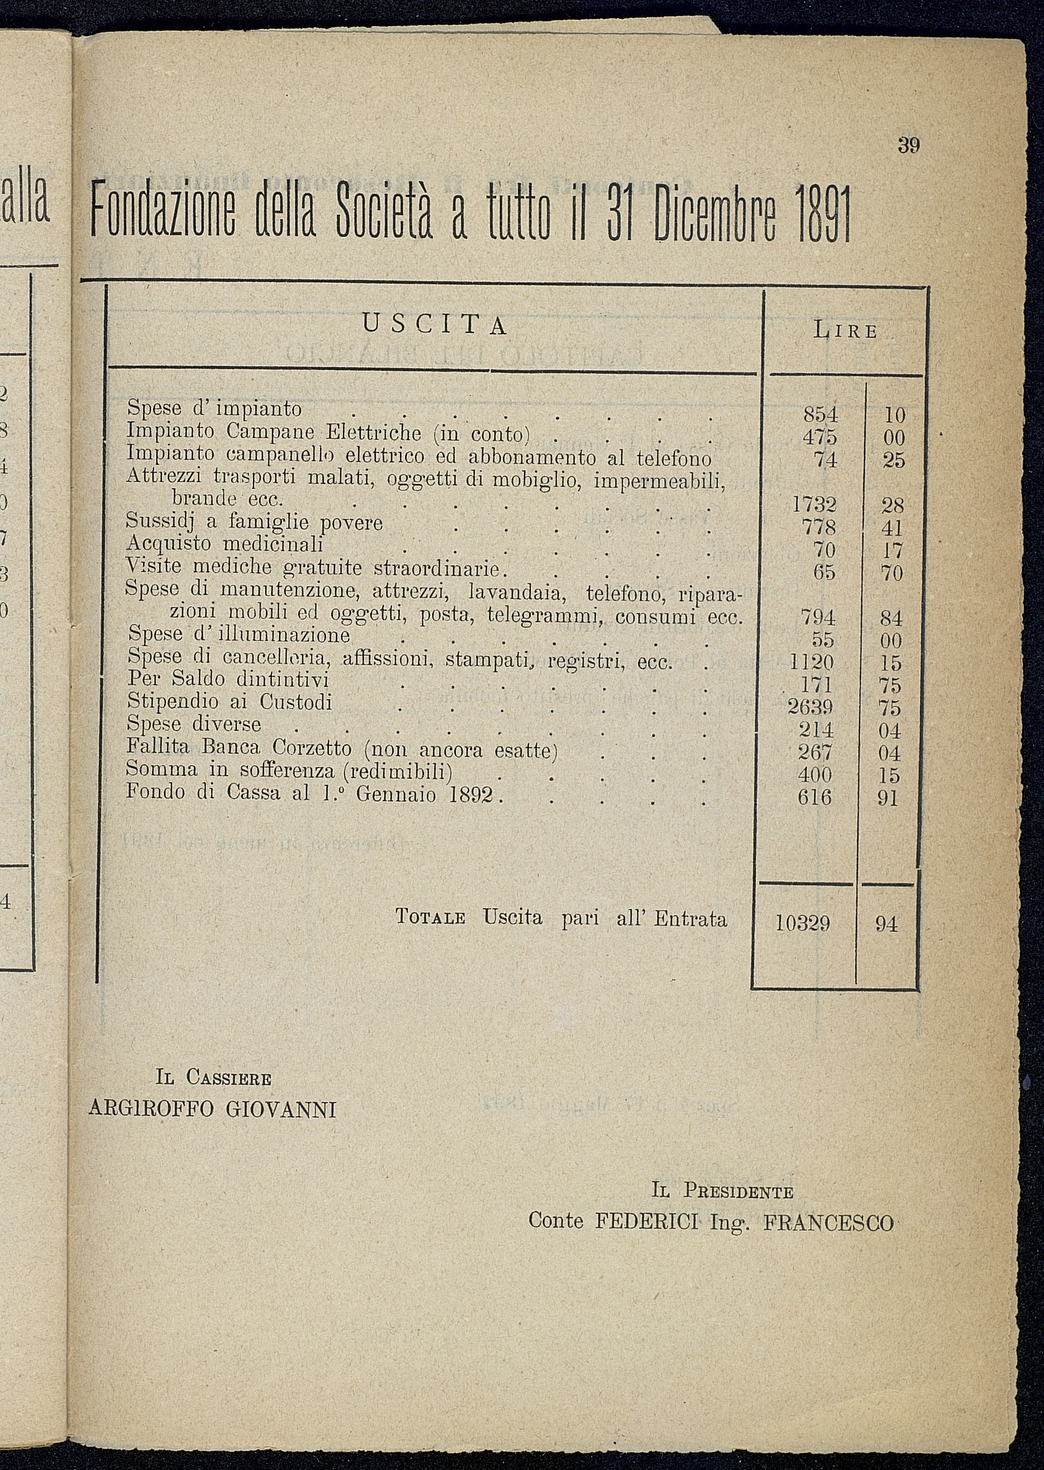 39
alla
Fondazione della Società a tutto il 31 Dicembre 1891
USCITA LIRE
Spese d' impianto . . . . . . . . 854 10
Impianto Campane Elettriche (in conto) . . . . 475 00
Impianto campanello elettrico ed abbonamento al telefono 74 25
Attrezzi trasporti malati, oggetti di mobiglio, impermeabili,
brande ecc. . . . . . . . . 1732 28
Sussidj a famiglie povere . . . . . . 778 41
Acquisto medicinali . . . . . . . 70 17
Visite mediche gratuite straordinarie . . . . . 65 70
Spese di manutenzione, attrezzi, lavandaia, telefono, ripara-
zioni mobili ed oggetti, posta, telegrammi, consumi ecc. 794 84
Spese d' illuminazione . . . . . . . 55 00
Spese di cancelleria, affissioni, stampati, registri, ecc. . 1120 15
Per Saldo dintintivi . . . . . . . 171 75
Stipendio ai Custodi . . . . . . . 2639 75
Spese diverse . . . . . . . . . 214 04
Fallita Banca Corzetto (non ancora esatte) . . . 267 04
Somma in sofferenza (redimibili) . . . . . 400 15
Fondo di Cassa al 1.º Gennaio 1892 . . . . . 616 91
TOTALE Uscita pari all' Entrata 10329 94
IL CASSIERE
ARG1ROFFO GIOVANNI
IL PRESIDENTE
Conte FEDERICI Ing. FRANCESCO